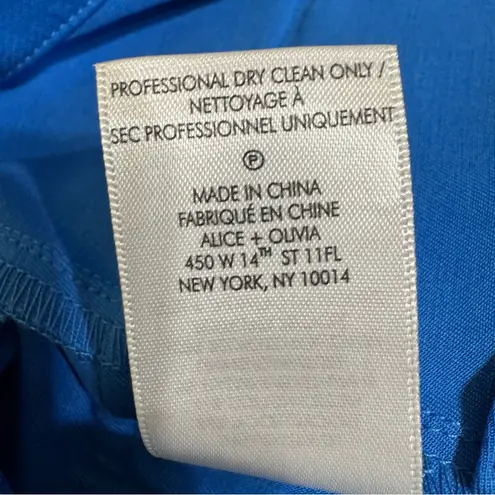 PROFESSIONAL DRY CLEAN ONLY /
NETTOYAGE À
SEC PROFESSIONNEL UNIQUEMENT
Ⓟ
MADE IN CHINA
FABRIQUÉ EN CHINE
ALICE + OLIVIA
450 W 14TH ST 11FL
NEW YORK, NY 10014